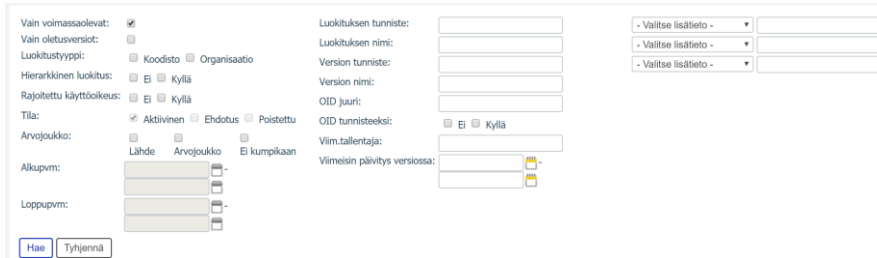 Vain voimassaolevat:
Vain oletusversiot:
Luokitustyyppi: Koodisto Organisaatio
Hierarkkinen luokitus: Ei Kyllä
Rajoitettu käyttöoikeus: Ei Kyllä
Tila: Aktiivinen Ehdotus Poistettu
Arvojoukko:
Lähde Arvojoukko Ei kumpikaan
Alkupvm: -
Loppupvm: -
Hae Tyhjennä
Luokituksen tunniste:
Luokituksen nimi:
Version tunniste:
Version nimi:
OID juuri:
OID tunnisteeksi: Ei Kyllä
Viim.tallentaja:
Viimeisin päivitys versiossa: -
- Valitse lisätieto -
- Valitse lisätieto -
- Valitse lisätieto -